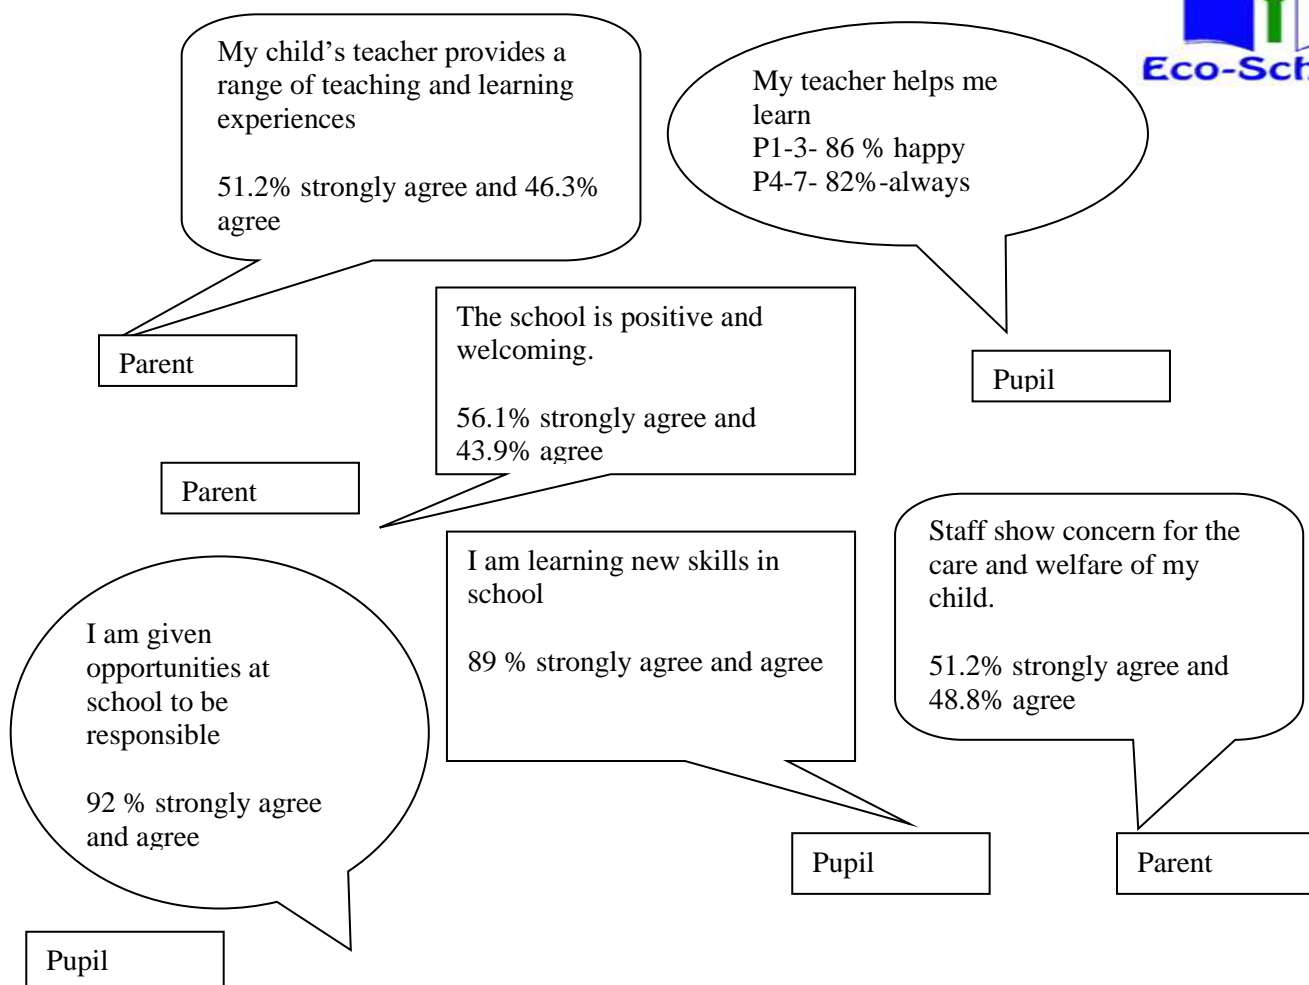 My child’s teacher provides a
range of teaching and learning
experiences
51.2% strongly agree and 46.3%
agree
Parent
My teacher helps me
learn
P1-3- 86 % happy
P4-7- 82%-always
Pupil
The school is positive and
welcoming.
56.1% strongly agree and
43.9% agree
Parent
I am learning new skills in
school
89 % strongly agree and agree
Pupil
Staff show concern for the
care and welfare of my
child.
51.2% strongly agree and
48.8% agree
Parent
I am given
opportunities at
school to be
responsible
92 % strongly agree
and agree
Pupil
Eco-Sch